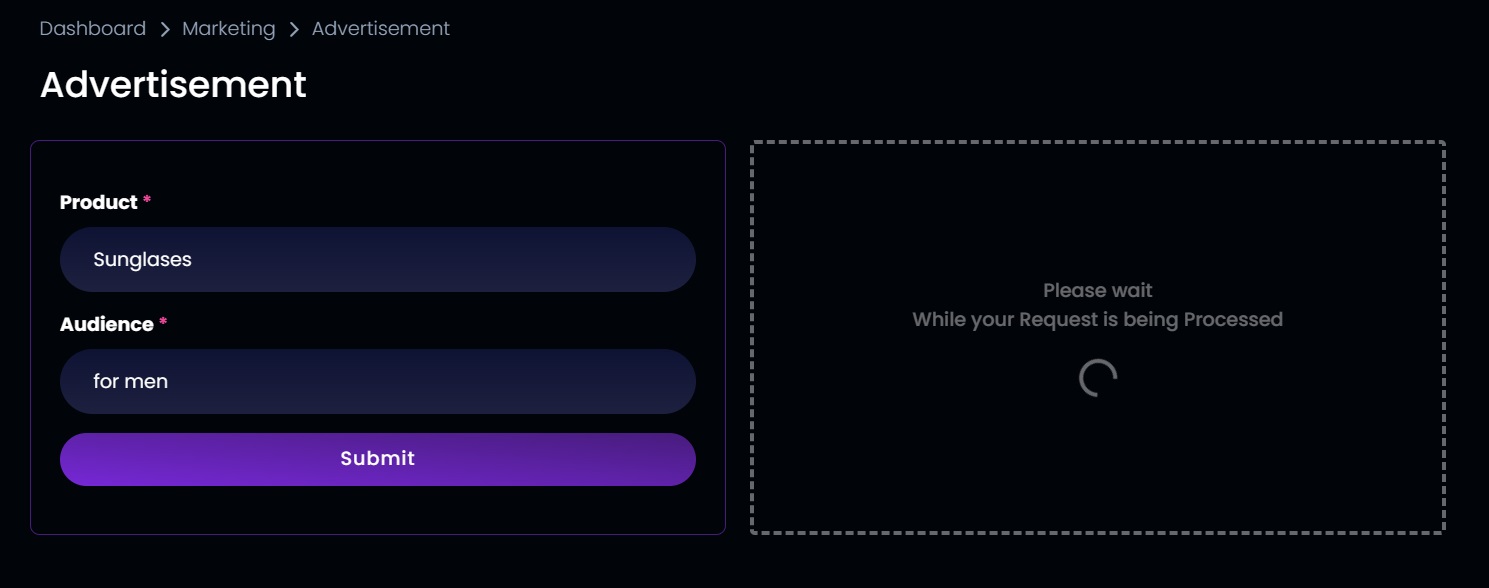 Dashboard > Marketing > Advertisement
Advertisement
Product *
Sunglases
Audience *
for men
Submit
Please wait
While your Request is being Processed